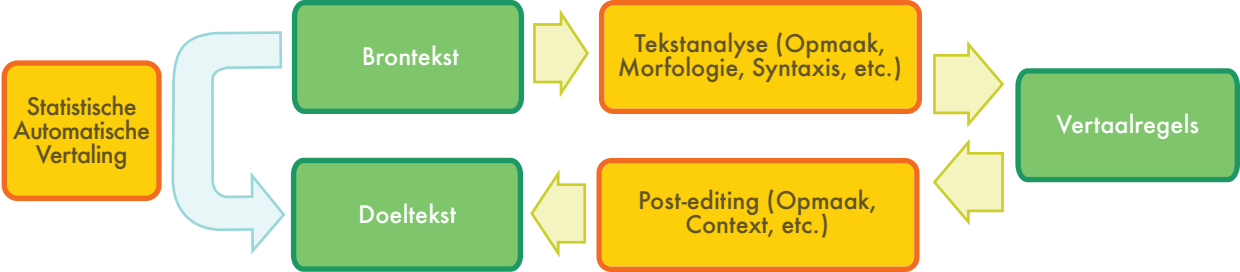 Statistische
Automatische
Vertaling
Brontekst
Tekstanalyse (Opmaak,
Morfologie, Syntaxis, etc.)
Vertaalregels
Post-editing (Opmaak,
Context, etc.)
Doeltekst